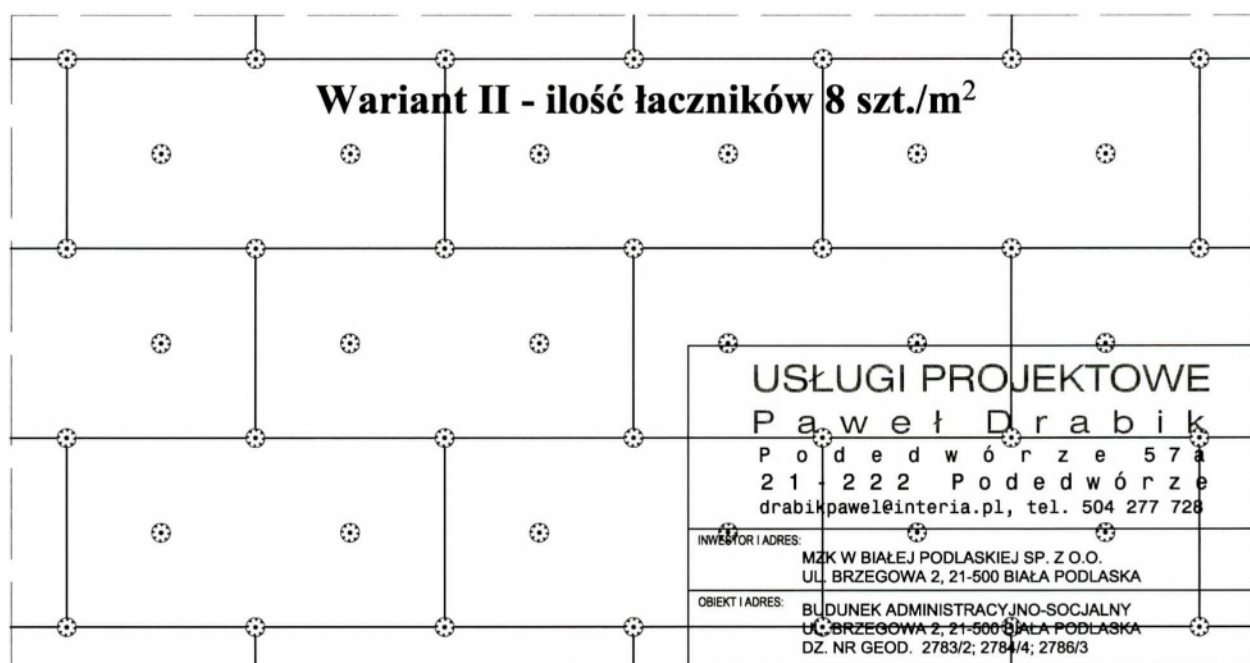 Wariant II - ilość łaczników 8 szt./m²
USŁUGI PROJEKTOWE
Paweł Drabik
Podedwórze 57a
21-222 Podedwórze
drabikpawel@interia.pl, tel. 504 277 728
INWESTOR I ADRES:
MZK W BIAŁEJ PODLASKIEJ SP. Z O.O.
UL. BRZEGOWA 2, 21-500 BIAŁA PODLASKA
OBIEKT I ADRES:
BUDUNEK ADMINISTRACYJNO-SOCJALNY
UL. BRZEGOWA 2, 21-500 BIAŁA PODLASKA
DZ. NR GEOD. 2783/2; 2784/4; 2786/3